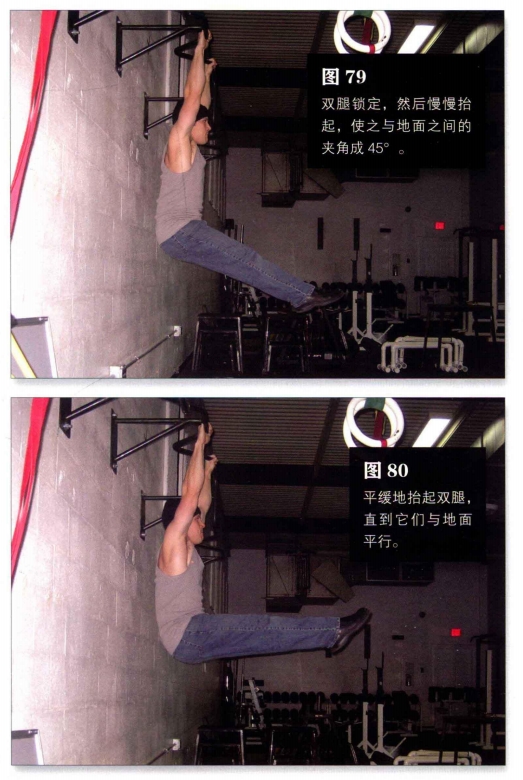 图 79
双腿锁定，然后慢慢抬
起，使之与地面之间的
夹角成 45° 。
图 80
平缓地抬起双腿，
直到它们与地面
平行。